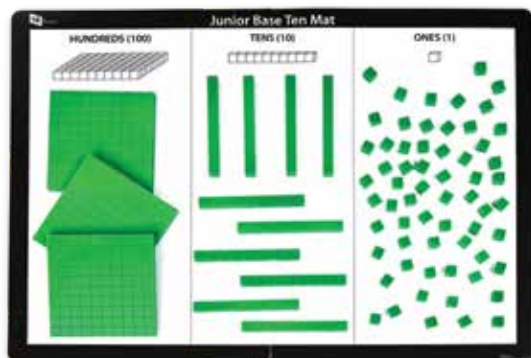 Junior Base Ten Mat
HUNDREDS (100)
TENS (10)
ONES (1)